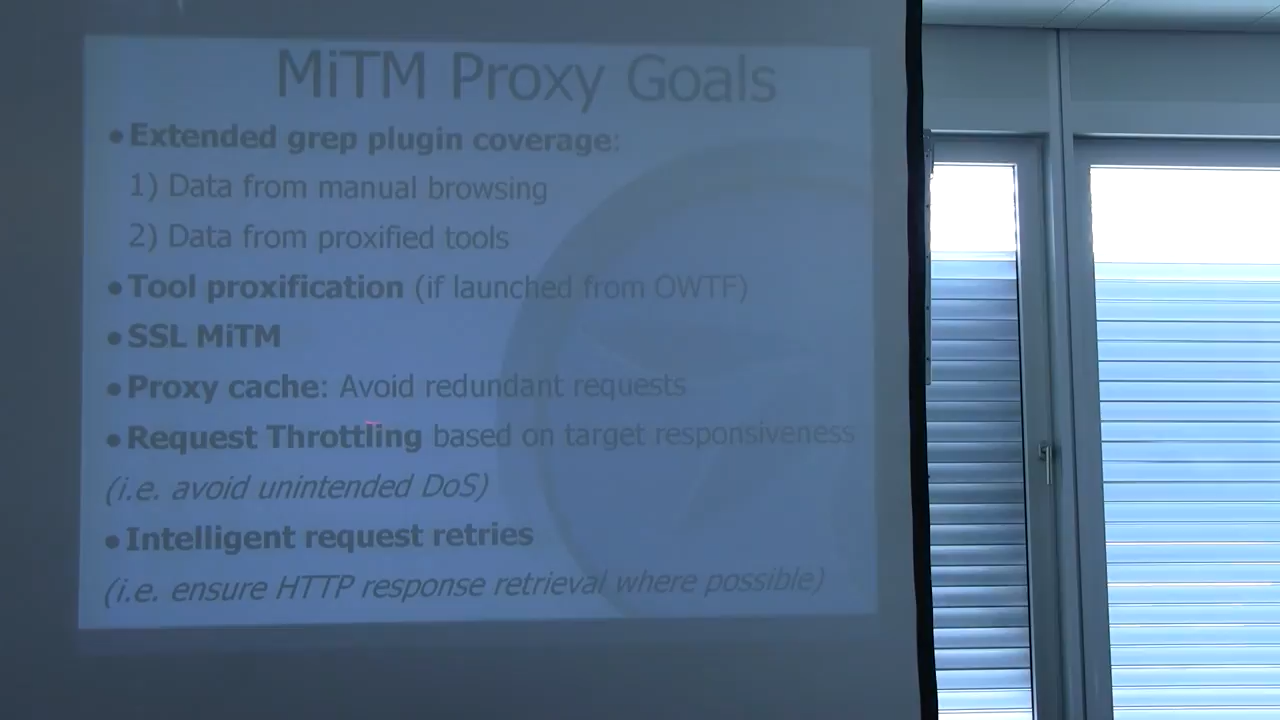 MiTM Proxy Goals
•Extended grep plugin coverage:
1) Data from manual browsing
2) Data from proxified tools
•Tool proxification (if launched from OWTF)
•SSL MiTM
•Proxy cache: Avoid redundant requests
•Request Throttling based on target responsiveness
(i.e. avoid unintended DoS)
•Intelligent request retries
(i.e. ensure HTTP response retrieval where possible)